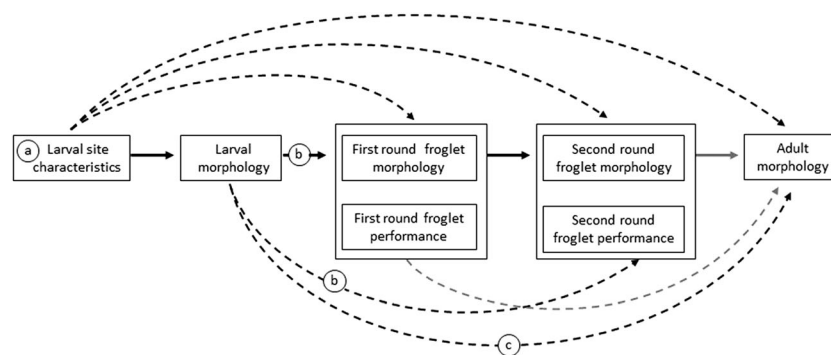 a
Larval site
characteristics
Larval
morphology
b
First round froglet
morphology
First round froglet
performance
Second round
froglet morphology
Second round
froglet performance
Adult
morphology
b
c